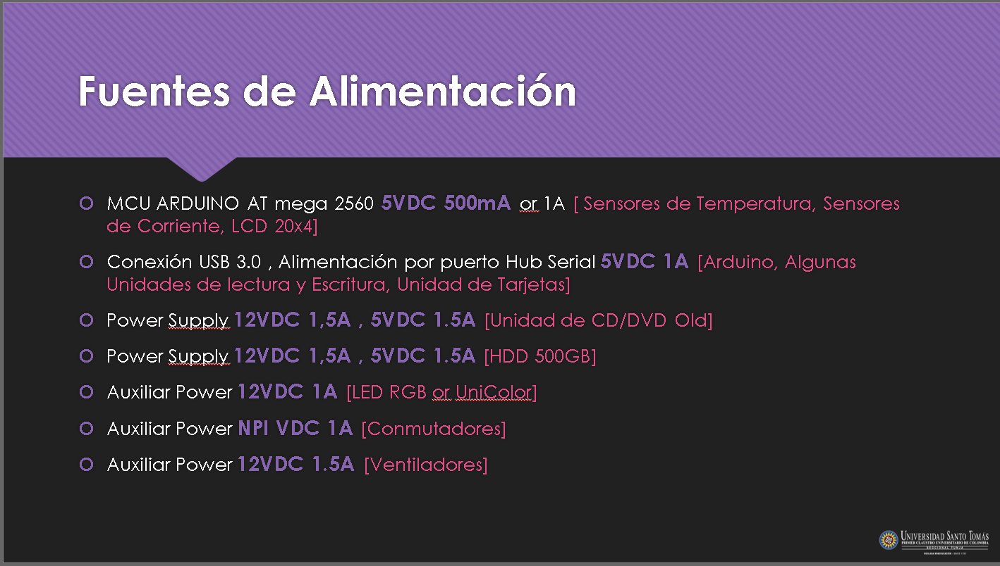 Fuentes de Alimentación
MCU ARDUINO AT mega 2560 5VDC 500mA or 1A [ Sensores de Temperatura, Sensores
de Corriente, LCD 20x4]
Conexión USB 3.0 , Alimentación por puerto Hub Serial 5VDC 1A [Arduino, Algunas
Unidades de lectura y Escritura, Unidad de Tarjetas]
Power Supply 12VDC 1,5A , 5VDC 1.5A [Unidad de CD/DVD Old]
Power Supply 12VDC 1,5A , 5VDC 1.5A [HDD 500GB]
Auxiliar Power 12VDC 1A [LED RGB or UniColor]
Auxiliar Power NPI VDC 1A [Conmutadores]
Auxiliar Power 12VDC 1.5A [Ventiladores]
UNIVERSIDAD SANTO TOMÁS
PRIMER CLAUSTRO UNIVERSITARIO DE COLOMBIA
SECCIONAL TUNJA